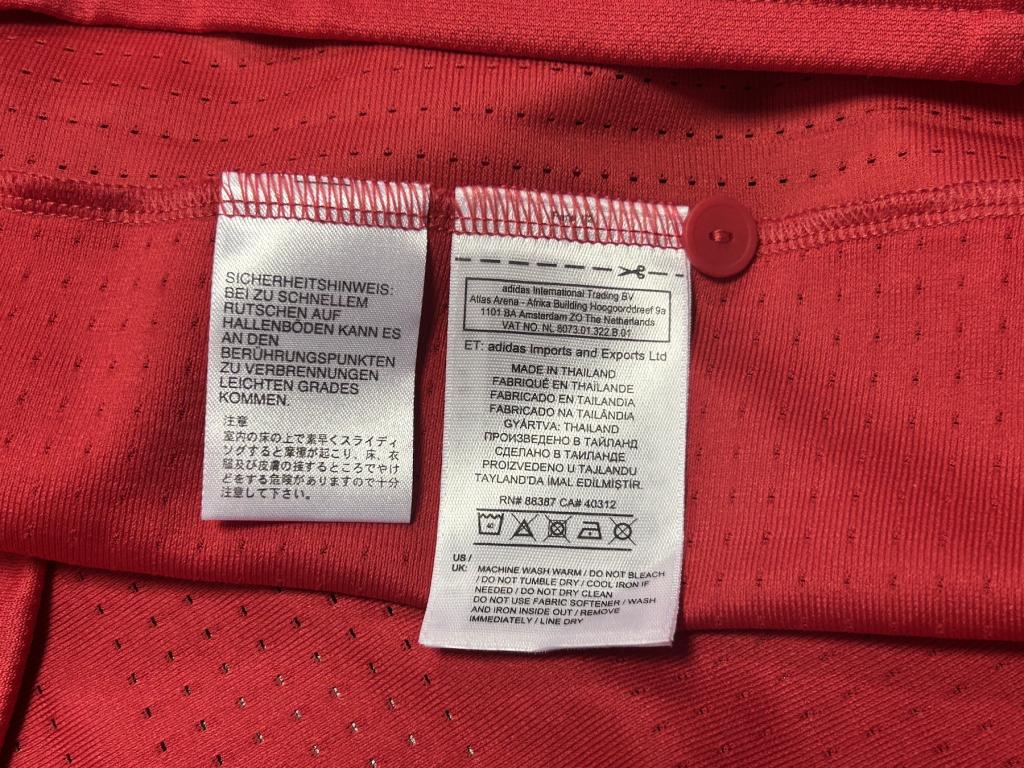 SICHERHEITSHINWEIS:
BEI ZU SCHNELLEM
RUTSCHEN AUF
HALLENBÖDEN KANN ES
AN DEN
BERÜHRUNGSPUNKTEN
ZU VERBRENNUNGEN
LEICHTEN GRADES
KOMMEN.
注意
室内の床の上で素早くスライディ
ングすると摩擦が起こり、床、衣
服及び皮膚の接するところでやけ
どをする危険がありますので十分
注意して下さい。
adidas International Trading BV
Atlas Arena - Afrika Building Hoogoorddreef 9a
1101 BA Amsterdam ZO The Netherlands
VAT NO. NL 8073.01.322.B.01
ET: adidas Imports and Exports Ltd
MADE IN THAILAND
FABRIQUÉ EN THAÏLANDE
FABRICADO EN TAILANDIA
FABRICADO NA TAILÂNDIA
GYÁRTVA: THAILAND
ПРОИЗВЕДЕНО В ТАЙЛАНД
СДЕЛАНО В ТАИЛАНДЕ
PROIZVEDENO U TAJLANDU
TAYLAND'DA İMAL EDİLMİŞTİR.
RN# 88387 CA# 40312
40
US /
UK: MACHINE WASH WARM / DO NOT BLEACH
/ DO NOT TUMBLE DRY / COOL IRON IF
NEEDED / DO NOT DRY CLEAN
DO NOT USE FABRIC SOFTENER / WASH
AND IRON INSIDE OUT / REMOVE
IMMEDIATELY / LINE DRY